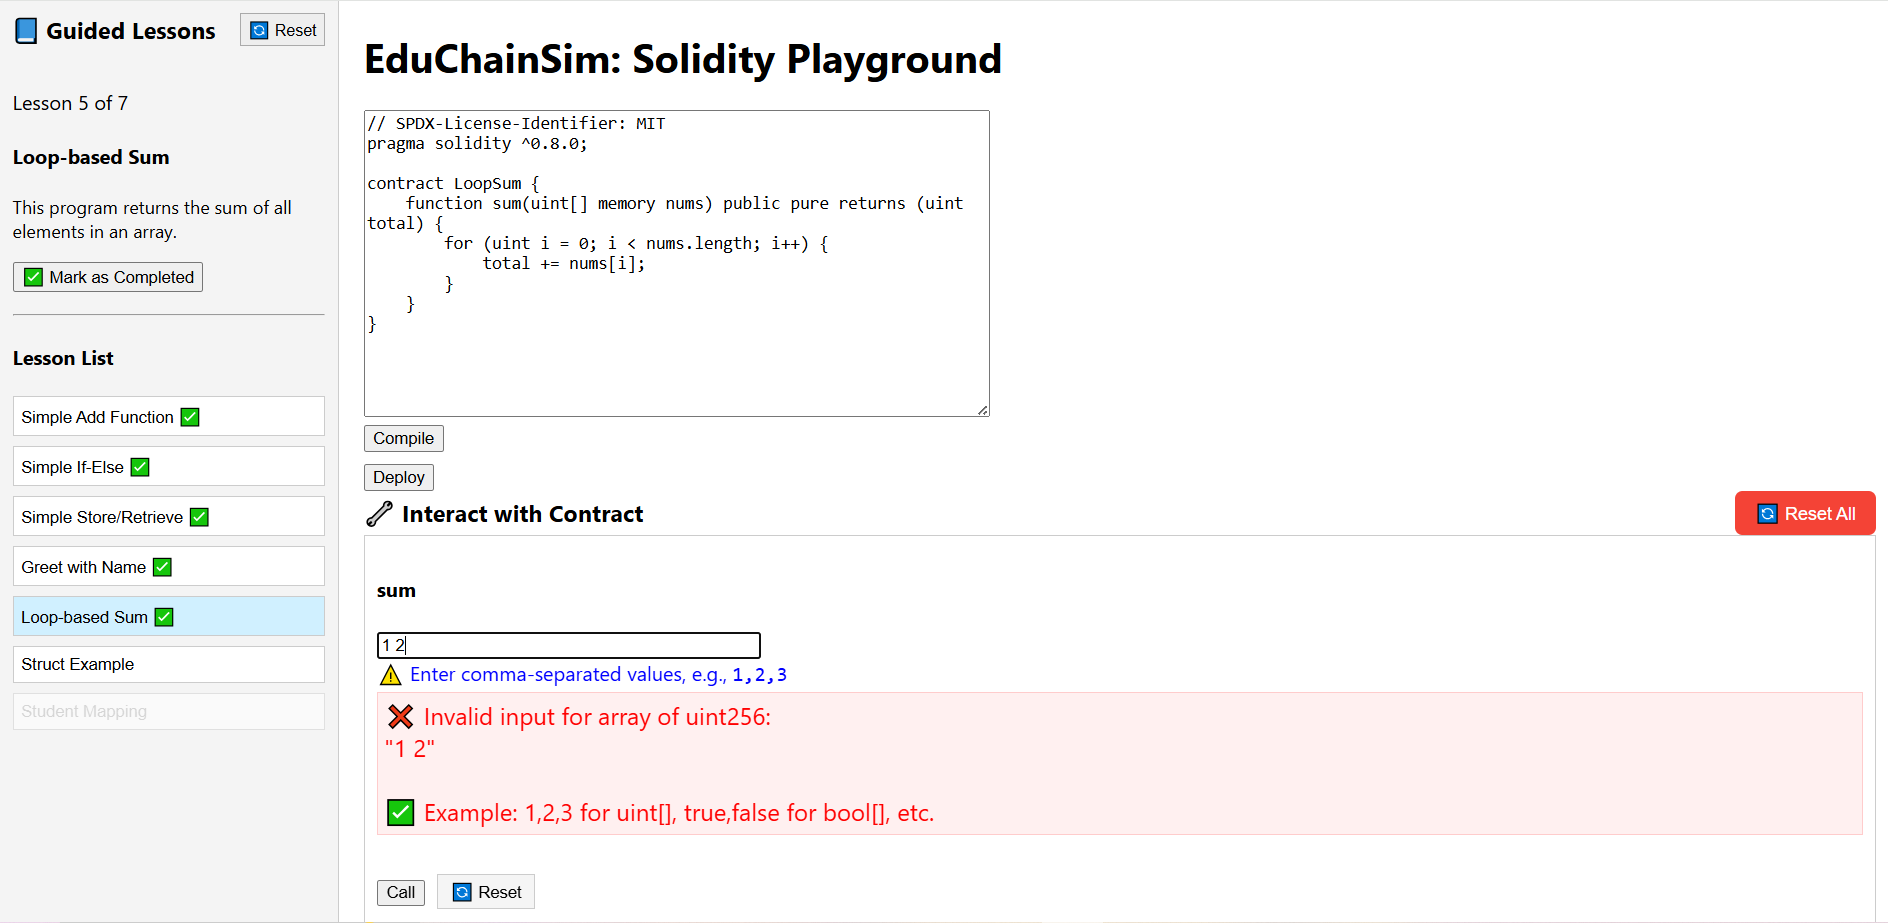 Guided Lessons
Reset
Lesson 5 of 7
Loop-based Sum
This program returns the sum of all
elements in an array.
Mark as Completed
Lesson List
Simple Add Function
Simple If-Else
Simple Store/Retrieve
Greet with Name
Loop-based Sum
Struct Example
Student Mapping
EduChainSim: Solidity Playground
// SPDX-License-Identifier: MIT
pragma solidity ^0.8.0;
contract LoopSum {
    function sum(uint[] memory nums) public pure returns (uint
total) {
        for (uint i = 0; i < nums.length; i++) {
            total += nums[i];
        }
    }
}
Compile
Deploy
Interact with Contract
Reset All
sum
1 2
Enter comma-separated values, e.g., 1,2,3
Invalid input for array of uint256:
"1 2"
Example: 1,2,3 for uint[], true,false for bool[], etc.
Call
Reset